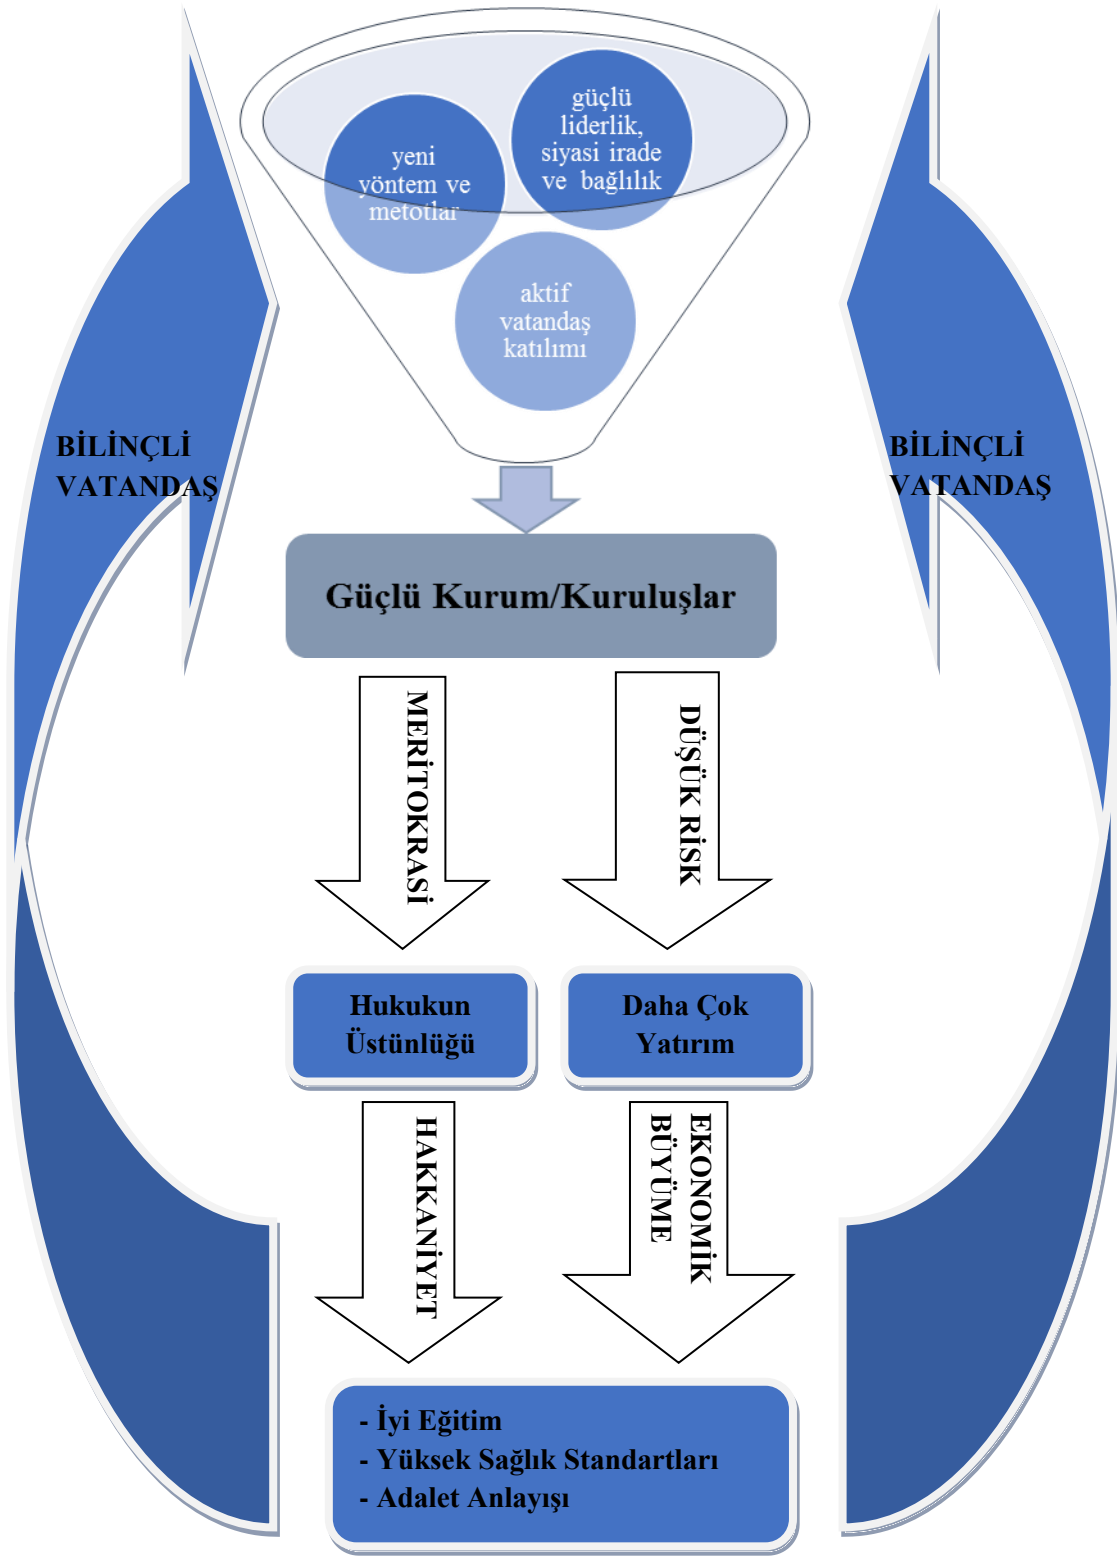 güçlü
liderlik,
siyasi irade
ve bağlılık
yeni
yöntem ve
metotlar
aktif
vatandaş
katılımı
BİLİNÇLİ
VATANDAŞ
BİLİNÇLİ
VATANDAŞ
Güçlü Kurum/Kuruluşlar
MERİTOKRASİ
DÜŞÜK RİSK
Hukukun
Üstünlüğü
Daha Çok
Yatırım
HAKKANİYET
EKONOMİK
BÜYÜME
- İyi Eğitim
- Yüksek Sağlık Standartları
- Adalet Anlayışı